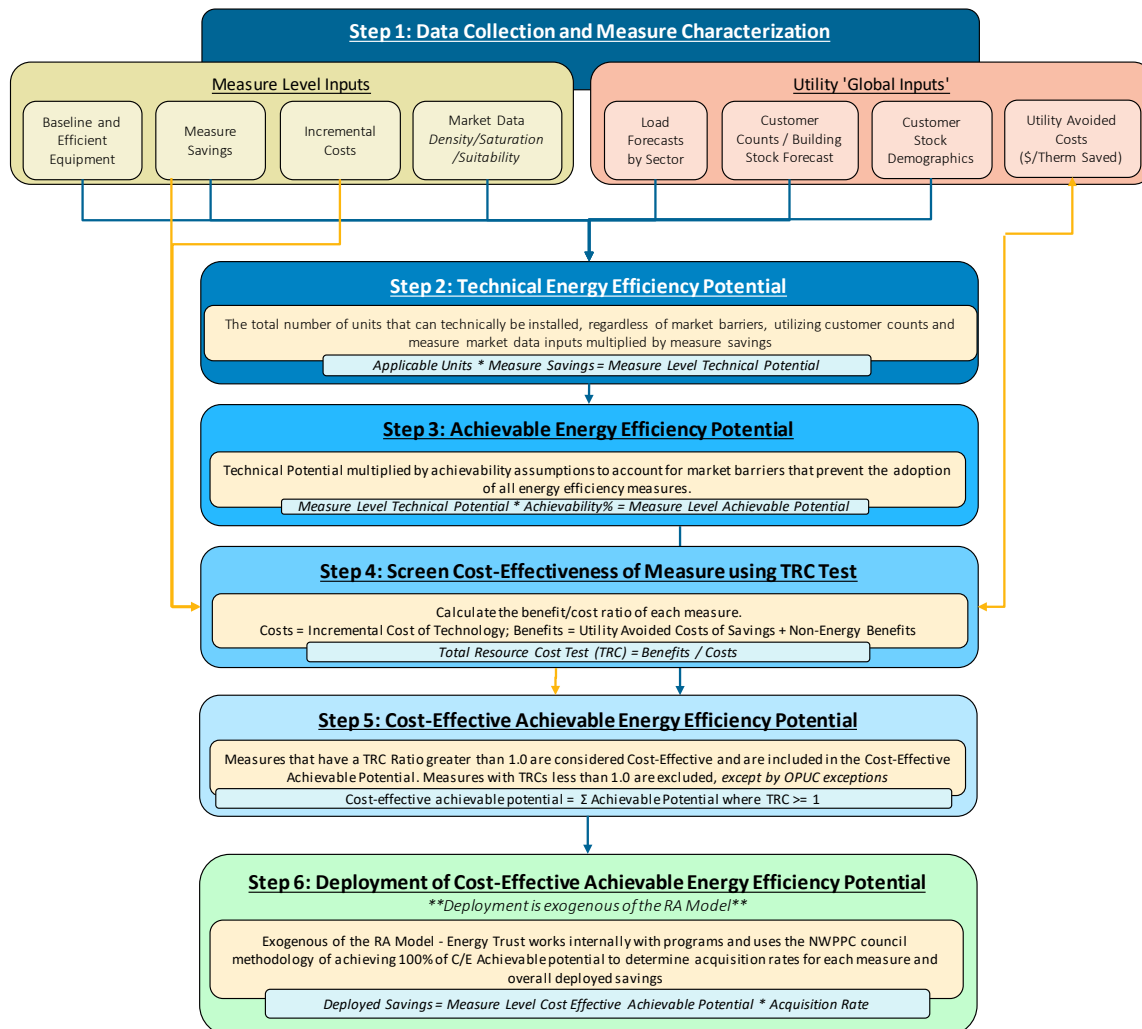 Step 1: Data Collection and Measure Characterization
Measure Level Inputs
Baseline and
Efficient
Equipment
Measure
Savings
Incremental
Costs
Market Data
Density/Saturation
/Suitability
Utility 'Global Inputs'
Load
Forecasts
by Sector
Customer
Counts / Building
Stock Forecast
Customer
Stock
Demographics
Utility Avoided
Costs
($/Therm Saved)
Step 2: Technical Energy Efficiency Potential
The total number of units that can technically be installed, regardless of market barriers, utilizing customer counts and
measure market data inputs multiplied by measure savings
Applicable Units * Measure Savings = Measure Level Technical Potential
Step 3: Achievable Energy Efficiency Potential
Technical Potential multiplied by achievability assumptions to account for market barriers that prevent the adoption
of all energy efficiency measures.
Measure Level Technical Potential * Achievability% = Measure Level Achievable Potential
Step 4: Screen Cost-Effectiveness of Measure using TRC Test
Calculate the benefit/cost ratio of each measure.
Costs = Incremental Cost of Technology; Benefits = Utility Avoided Costs of Savings + Non-Energy Benefits
Total Resource Cost Test (TRC) = Benefits / Costs
Step 5: Cost-Effective Achievable Energy Efficiency Potential
Measures that have a TRC Ratio greater than 1.0 are considered Cost-Effective and are included in the Cost-Effective
Achievable Potential. Measures with TRCs less than 1.0 are excluded, except by OPUC exceptions
Cost-effective achievable potential = Σ Achievable Potential where TRC >= 1
Step 6: Deployment of Cost-Effective Achievable Energy Efficiency Potential
**Deployment is exogenous of the RA Model**
Exogenous of the RA Model - Energy Trust works internally with programs and uses the NWPPC council
methodology of achieving 100% of C/E Achievable potential to determine acquisition rates for each measure and
overall deployed savings
Deployed Savings = Measure Level Cost Effective Achievable Potential * Acquisition Rate